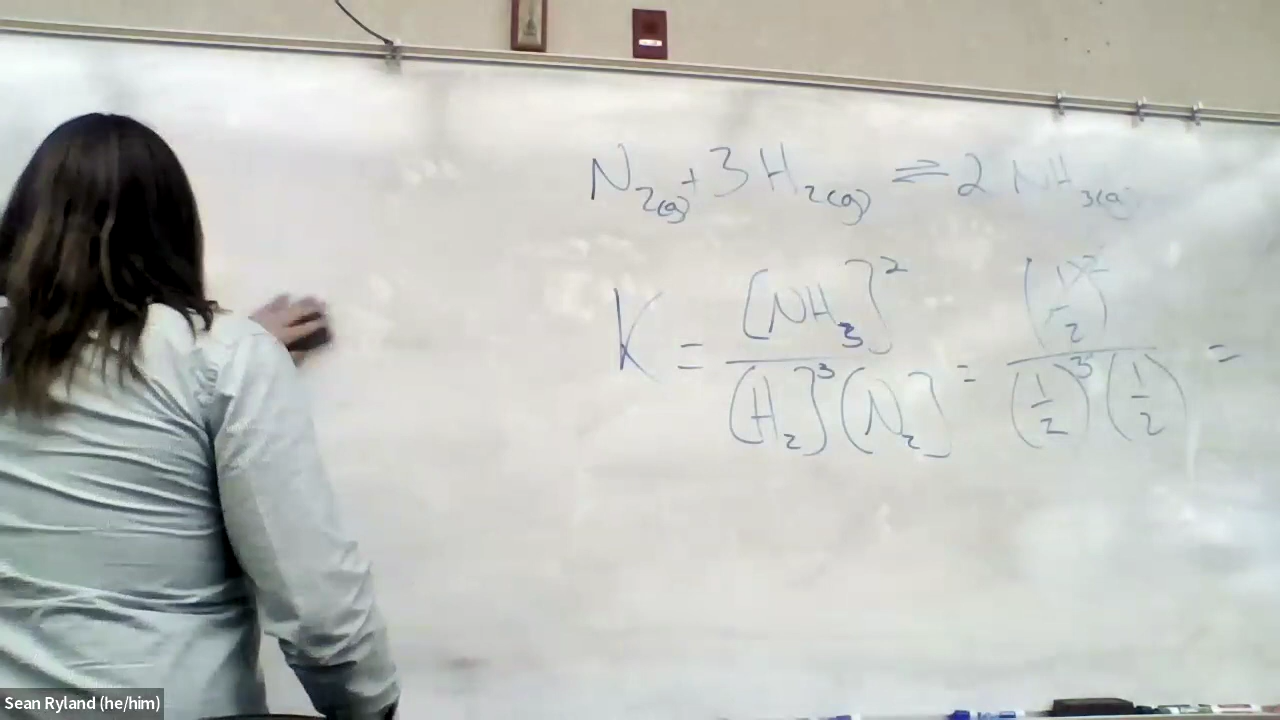 N2(g) + 3 H2(g) ⇌ 2 NH3(g)
K = [NH3]^2 / (H2]^3 (N2] = (1/2)^2 / (1/2)^3 (1/2) =
Sean Ryland (he/him)